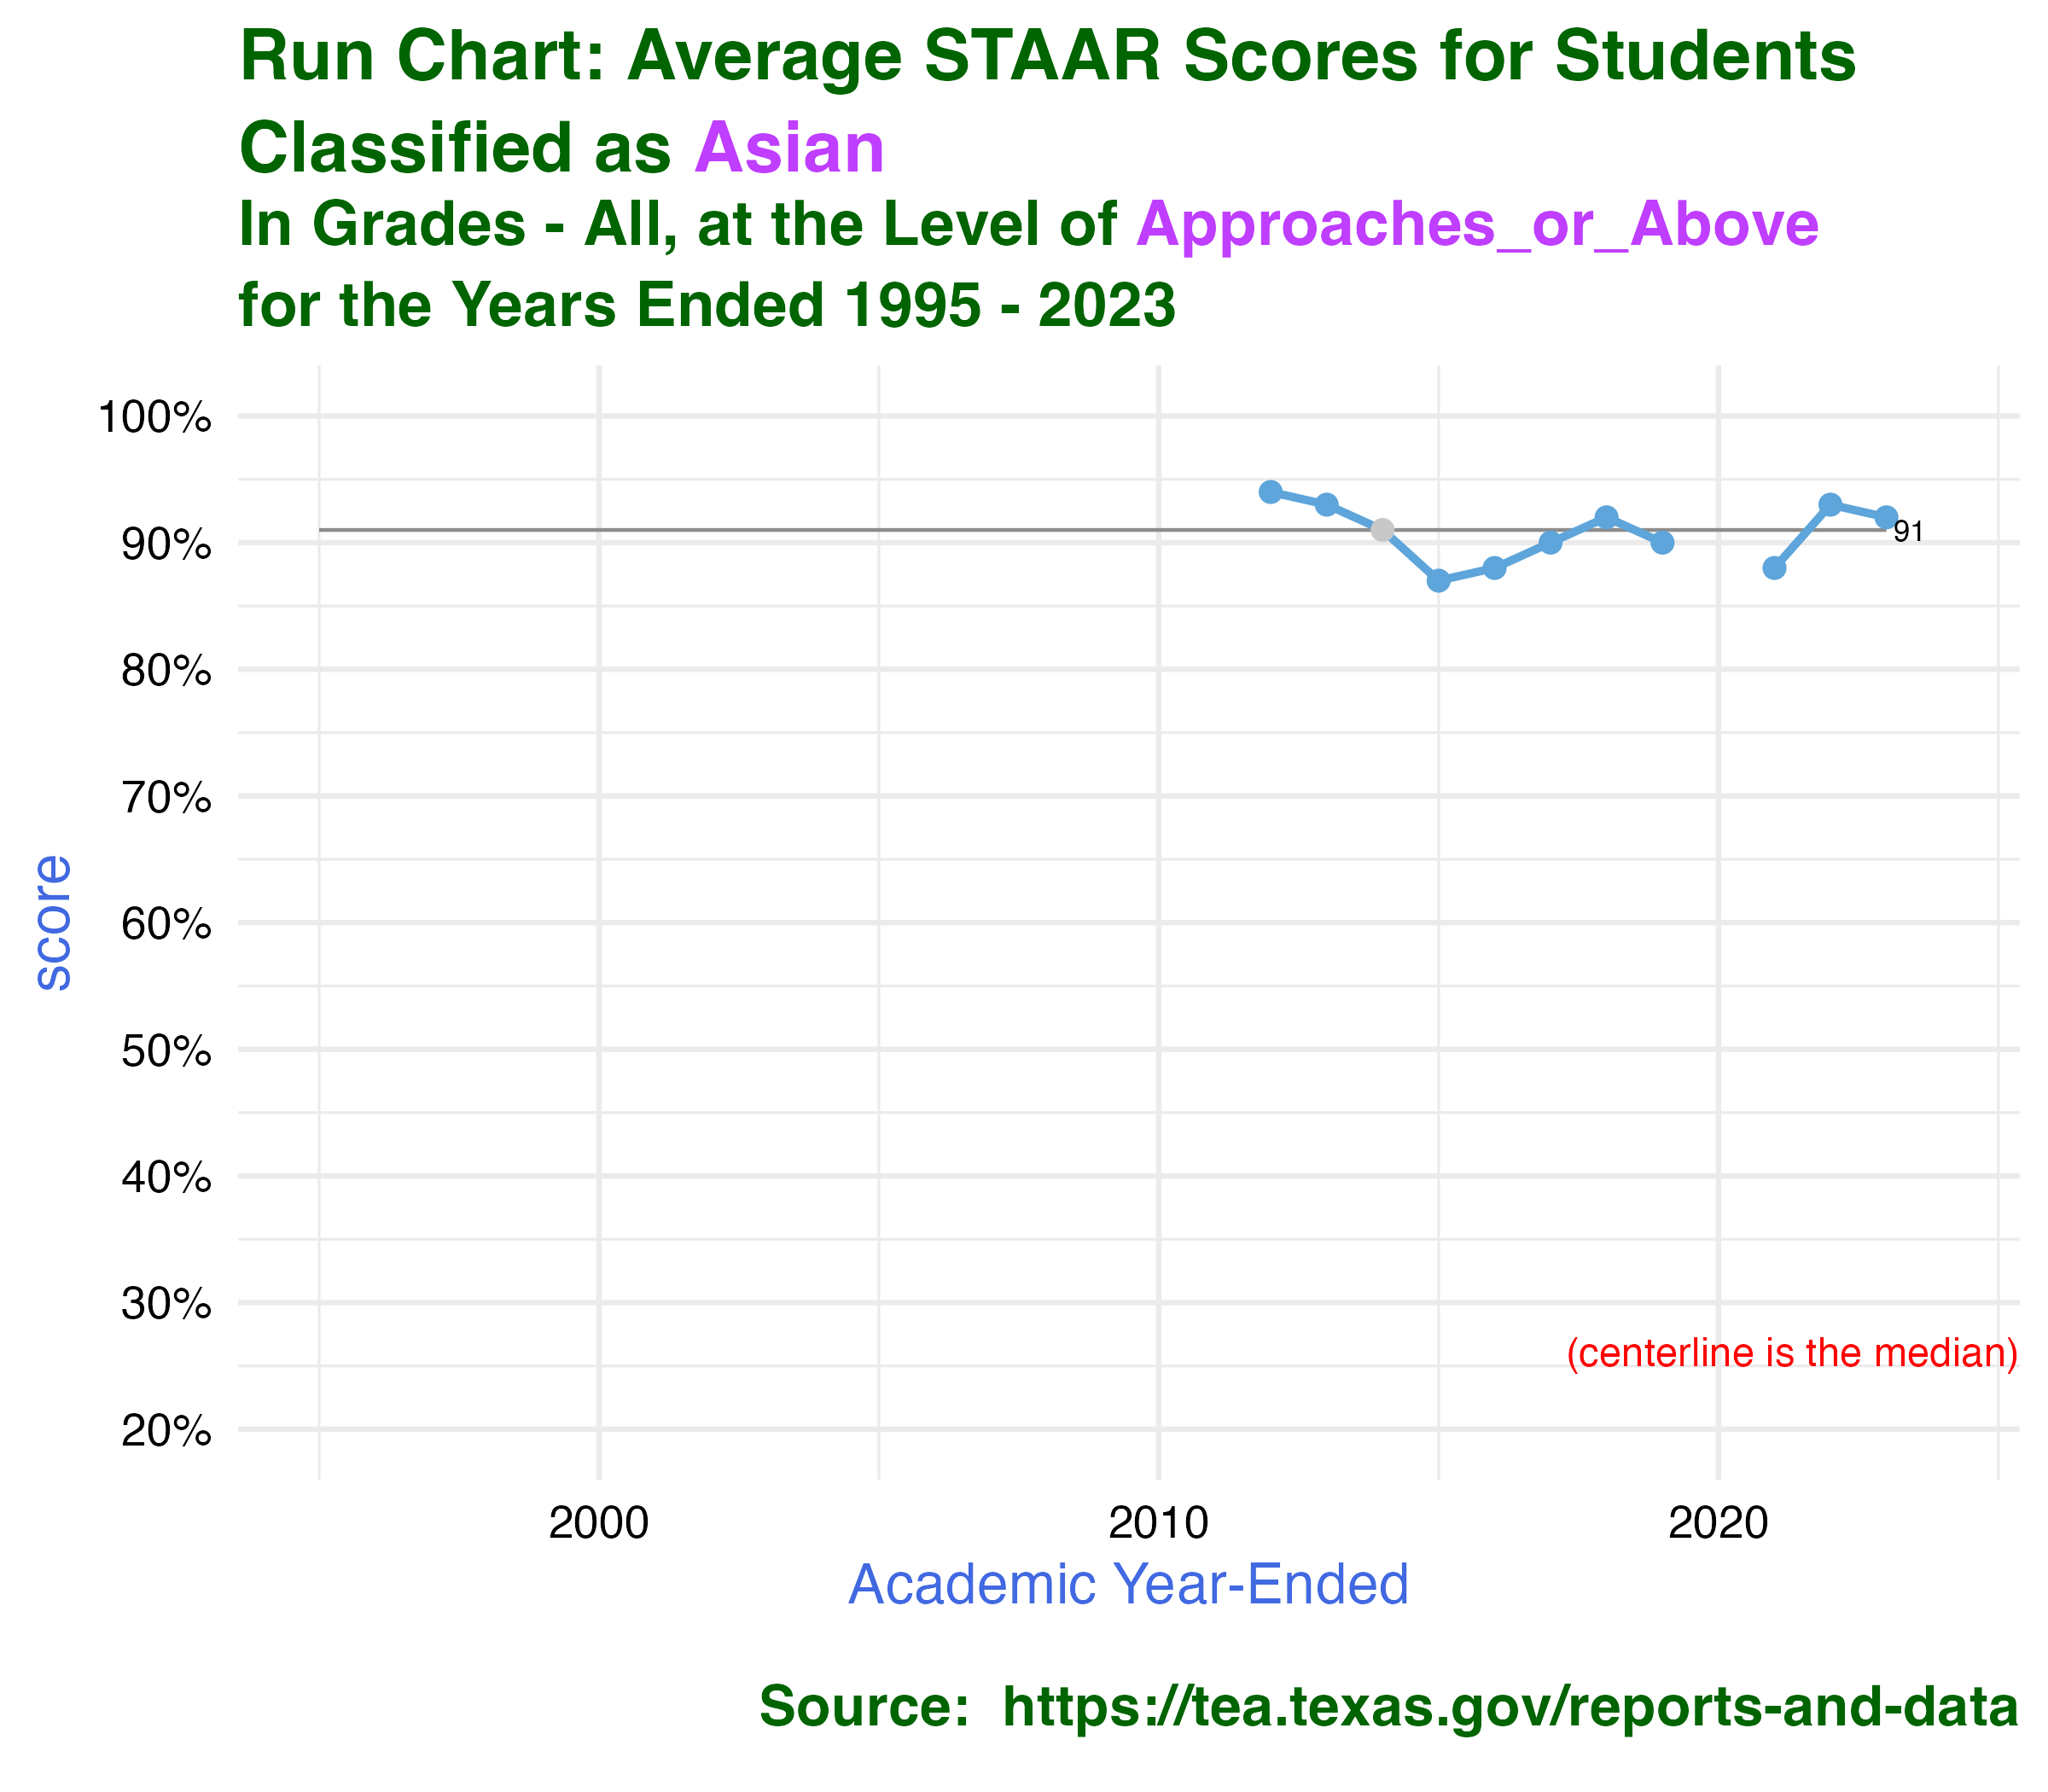 Run Chart: Average STAAR Scores for Students
Classified as Asian
In Grades - All, at the Level of Approaches_or_Above
for the Years Ended 1995 - 2023
100%
90%
80%
70%
60%
50%
40%
30%
20%
score
91
(centerline is the median)
2000
2010
2020
Academic Year-Ended
Source:  https://tea.texas.gov/reports-and-data